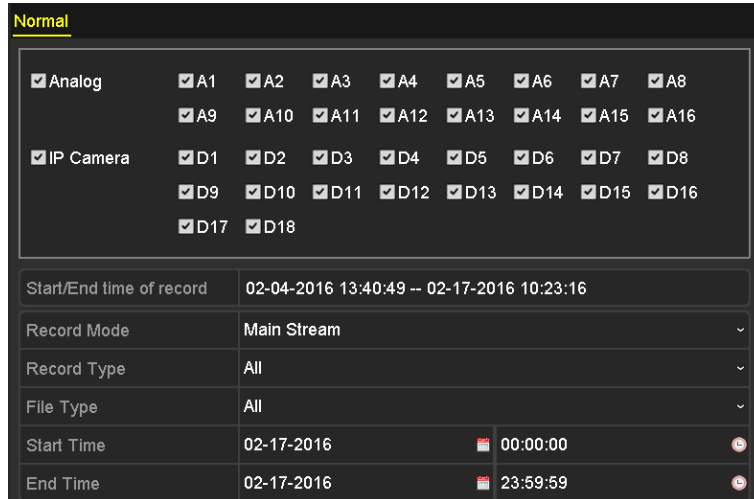 Normal
Analog A1 A2 A3 A4 A5 A6 A7 A8
A9 A10 A11 A12 A13 A14 A15 A16
IP Camera D1 D2 D3 D4 D5 D6 D7 D8
D9 D10 D11 D12 D13 D14 D15 D16
D17 D18
Start/End time of record 02-04-2016 13:40:49 -- 02-17-2016 10:23:16
Record Mode Main Stream
Record Type All
File Type All
Start Time 02-17-2016 00:00:00
End Time 02-17-2016 23:59:59